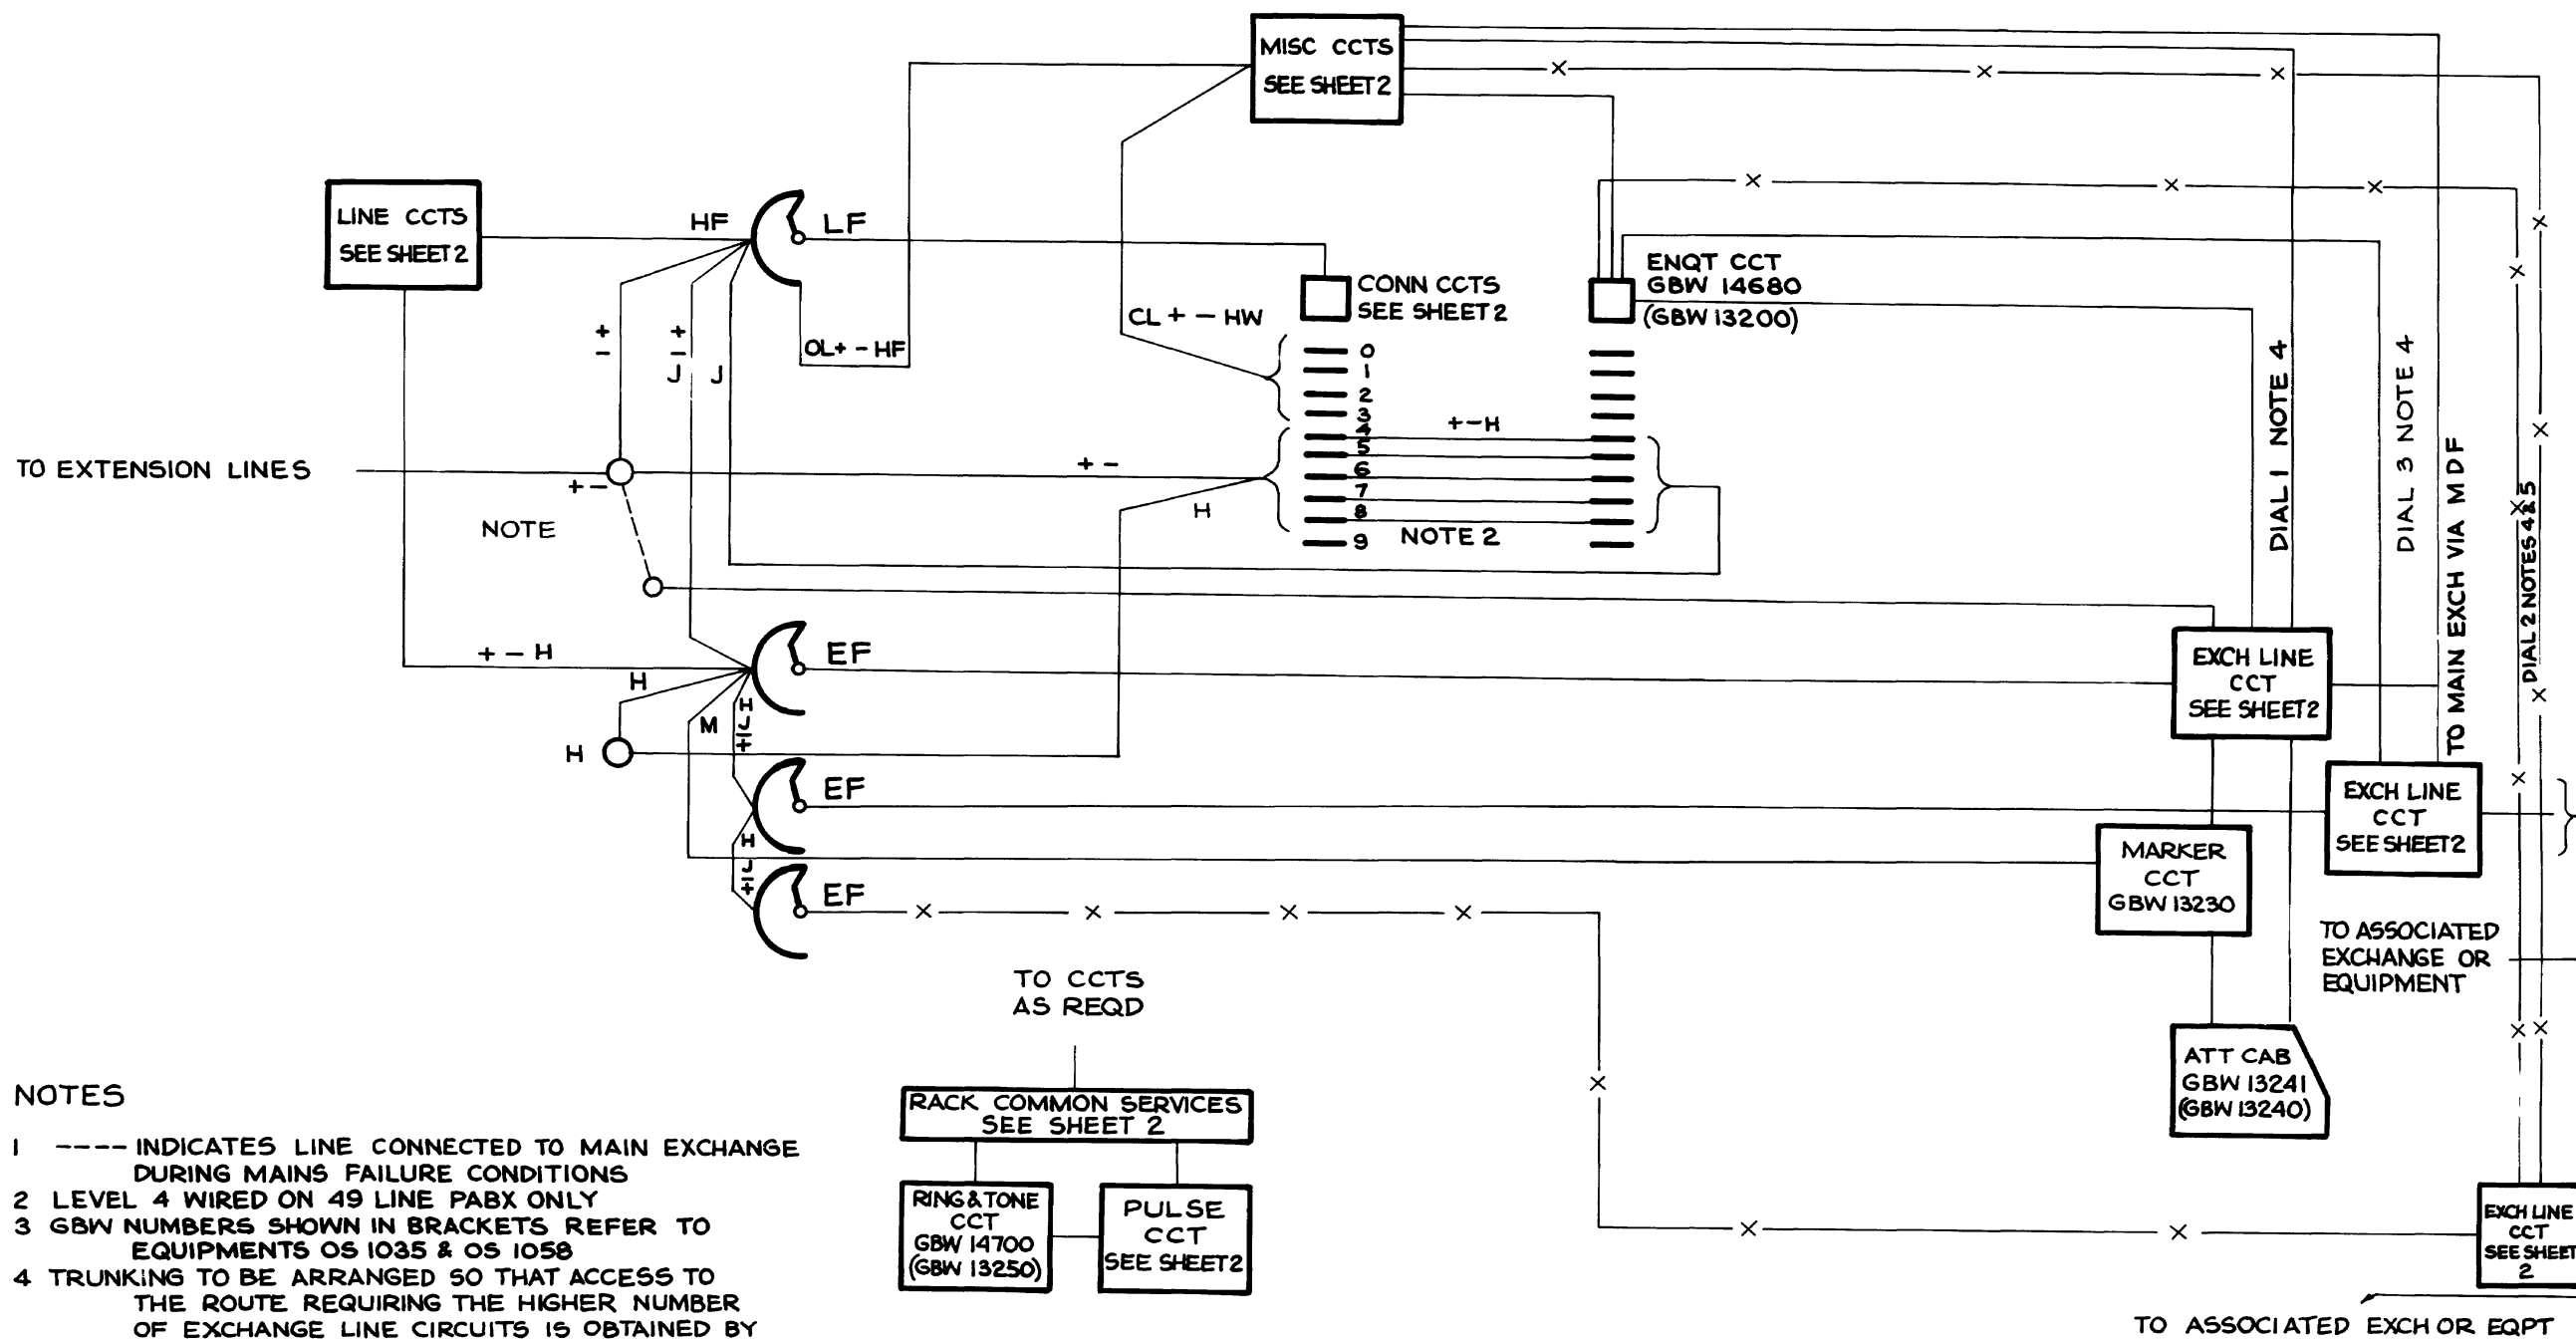 MISC CCTS
SEE SHEET 2
LINE CCTS
SEE SHEET 2
HF
LF
ENQT CCT
GBW 14680
(GBW 13200)
CONN CCTS
SEE SHEET 2
CL + - HW
OL + - HF
+ -
- +
J
J
0
1
2
3
4
5
6
7
8
9
+ - H
NOTE 2
TO EXTENSION LINES
+ -
+ -
NOTE
H
DIAL 1 NOTE 4
DIAL 3 NOTE 4
TO MAIN EXCH VIA MDF
DIAL 2 NOTES 4 & 5
+ - H
EF
H
M
H
J - +
H
EXCH LINE
CCT
SEE SHEET 2
EF
H
J - +
EXCH LINE
CCT
SEE SHEET 2
EF
MARKER
CCT
GBW 13230
TO ASSOCIATED
EXCHANGE OR
EQUIPMENT
TO CCTS
AS REQD
ATT CAB
GBW 13241
(GBW 13240)
RACK COMMON SERVICES
SEE SHEET 2
RING & TONE
CCT
GBW 14700
(GBW 13250)
PULSE
CCT
SEE SHEET 2
EXCH LINE
CCT
SEE SHEET
2
TO ASSOCIATED EXCH OR EQPT
NOTES
1 ---- INDICATES LINE CONNECTED TO MAIN EXCHANGE
DURING MAINS FAILURE CONDITIONS
2 LEVEL 4 WIRED ON 49 LINE PABX ONLY
3 GBW NUMBERS SHOWN IN BRACKETS REFER TO
EQUIPMENTS OS 1035 & OS 1058
4 TRUNKING TO BE ARRANGED SO THAT ACCESS TO
THE ROUTE REQUIRING THE HIGHER NUMBER
OF EXCHANGE LINE CIRCUITS IS OBTAINED BY